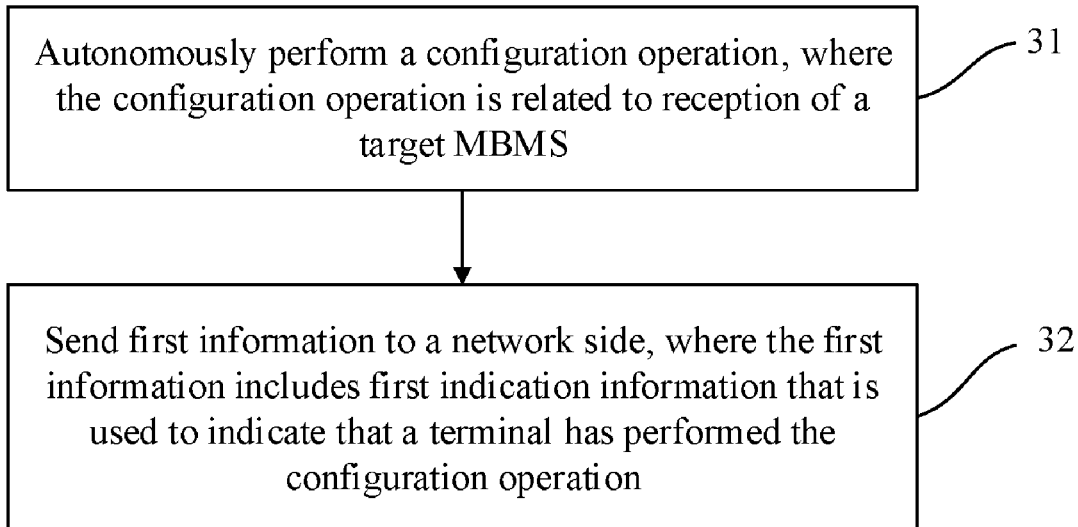 Autonomously perform a configuration operation, where
the configuration operation is related to reception of a
target MBMS
31
Send first information to a network side, where the first
information includes first indication information that is
used to indicate that a terminal has performed the
configuration operation
32